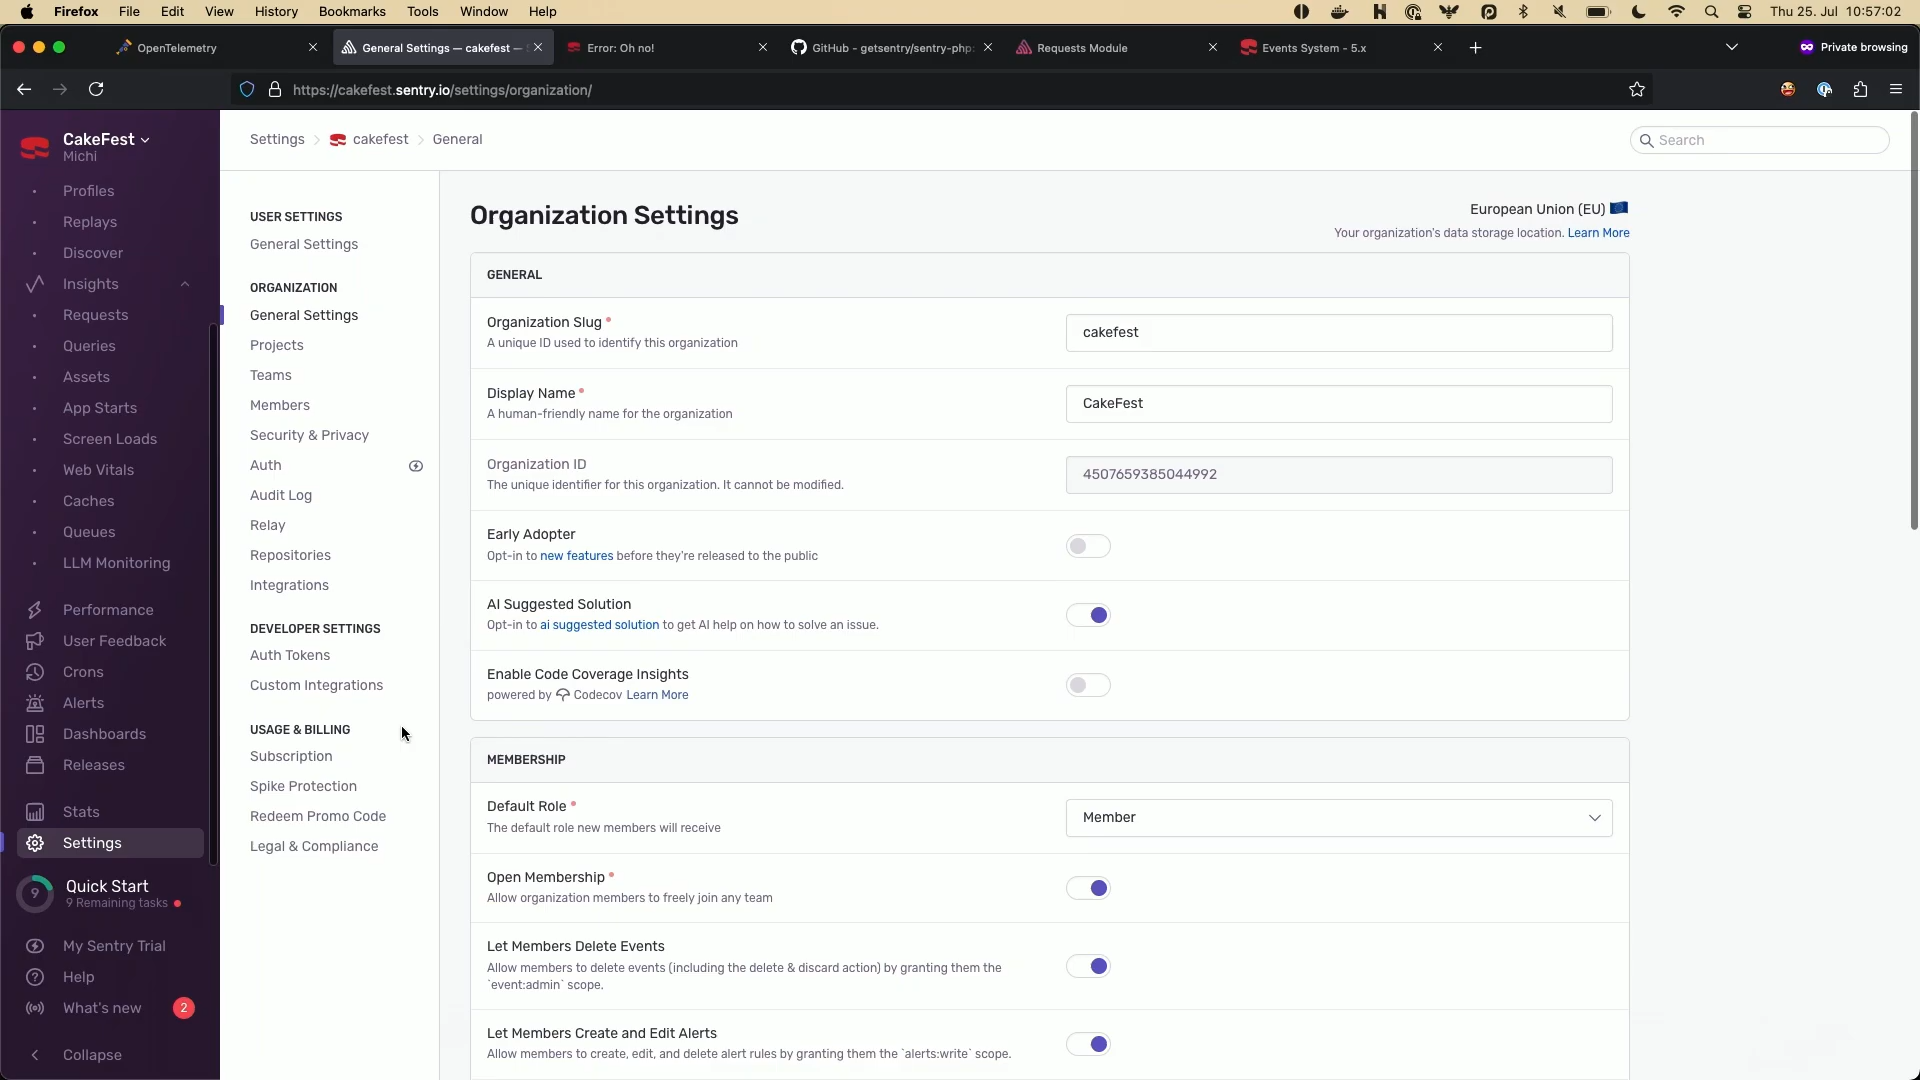 Firefox File Edit View History Bookmarks Tools Window Help
Thu 25. Jul 10:57:02
OpenTelemetry
General Settings — cakefest —
Error: Oh no!
GitHub - getsentry/sentry-php:
Requests Module
Events System - 5.x
Private browsing
https://cakefest.sentry.io/settings/organization/
CakeFest
Michi
Profiles
Replays
Discover
Insights
Requests
Queries
Assets
App Starts
Screen Loads
Web Vitals
Caches
Queues
LLM Monitoring
Performance
User Feedback
Crons
Alerts
Dashboards
Releases
Stats
Settings
9
Quick Start
9 Remaining tasks
My Sentry Trial
Help
What's new 2
Collapse
Settings cakefest General
Search
USER SETTINGS
General Settings
ORGANIZATION
General Settings
Projects
Teams
Members
Security & Privacy
Auth
Audit Log
Relay
Repositories
Integrations
DEVELOPER SETTINGS
Auth Tokens
Custom Integrations
USAGE & BILLING
Subscription
Spike Protection
Redeem Promo Code
Legal & Compliance
Organization Settings
European Union (EU)
Your organization's data storage location. Learn More
GENERAL
Organization Slug
A unique ID used to identify this organization
cakefest
Display Name
A human-friendly name for the organization
CakeFest
Organization ID
The unique identifier for this organization. It cannot be modified.
4507659385044992
Early Adopter
Opt-in to new features before they're released to the public
AI Suggested Solution
Opt-in to ai suggested solution to get AI help on how to solve an issue.
Enable Code Coverage Insights
powered by Codecov Learn More
MEMBERSHIP
Default Role
The default role new members will receive
Member
Open Membership
Allow organization members to freely join any team
Let Members Delete Events
Allow members to delete events (including the delete & discard action) by granting them the
`event:admin` scope.
Let Members Create and Edit Alerts
Allow members to create, edit, and delete alert rules by granting them the `alerts:write` scope.